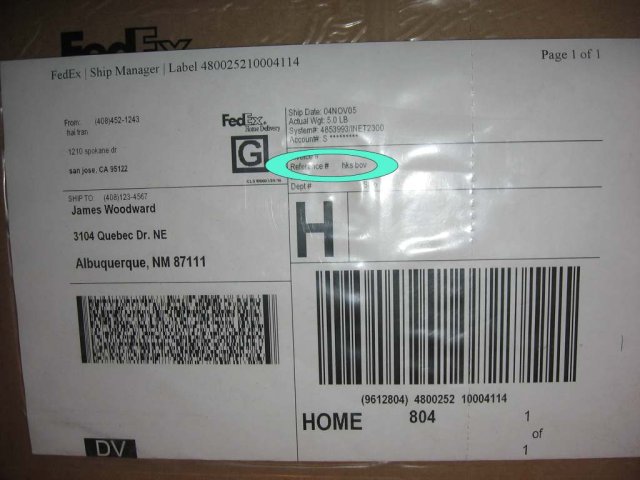 FedEx
FedEx | Ship Manager | Label 480025210004114
Page 1 of 1
From: (408)452-1243
hai tran
1210 spokane dr
san jose, CA 95122
FedEx
Home Delivery
G
Ship Date: 04NOV05
Actual Wgt: 5.0 LB
System#: 4853993/INET2300
Account#: S *********
Invoice #
Reference # hks bov
Dept #
SHIP TO (408)123-4567
James Woodward
3104 Quebec Dr. NE
Albuquerque, NM 87111
H
(9612804) 4800252 10004114
HOME 804
1
of
1
DV